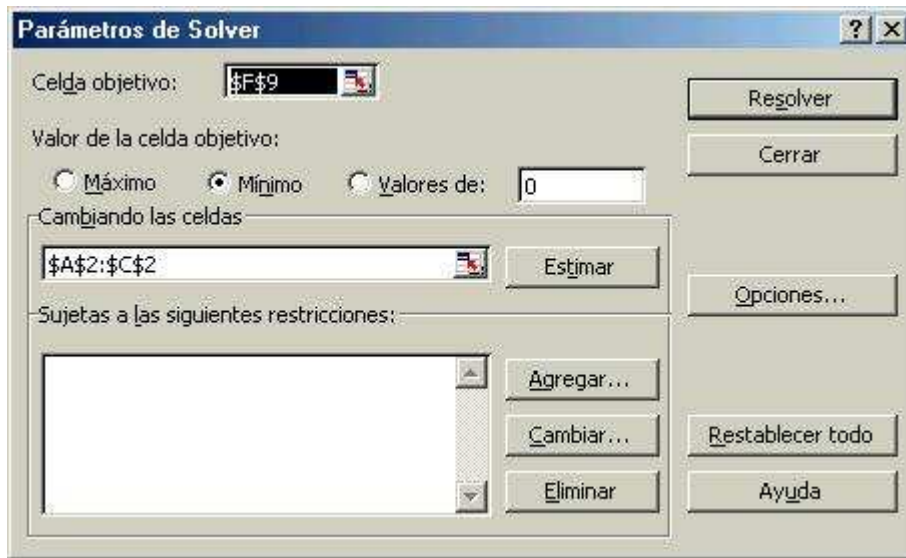 Parámetros de Solver
Celda objetivo: $F$9
Resolver
Valor de la celda objetivo:
Cerrar
Máximo Mínimo Valores de: 0
Cambiando las celdas
$A$2:$C$2 Estimar
Opciones...
Sujetas a las siguientes restricciones:
Agregar...
Cambiar... Restablecer todo
Eliminar Ayuda